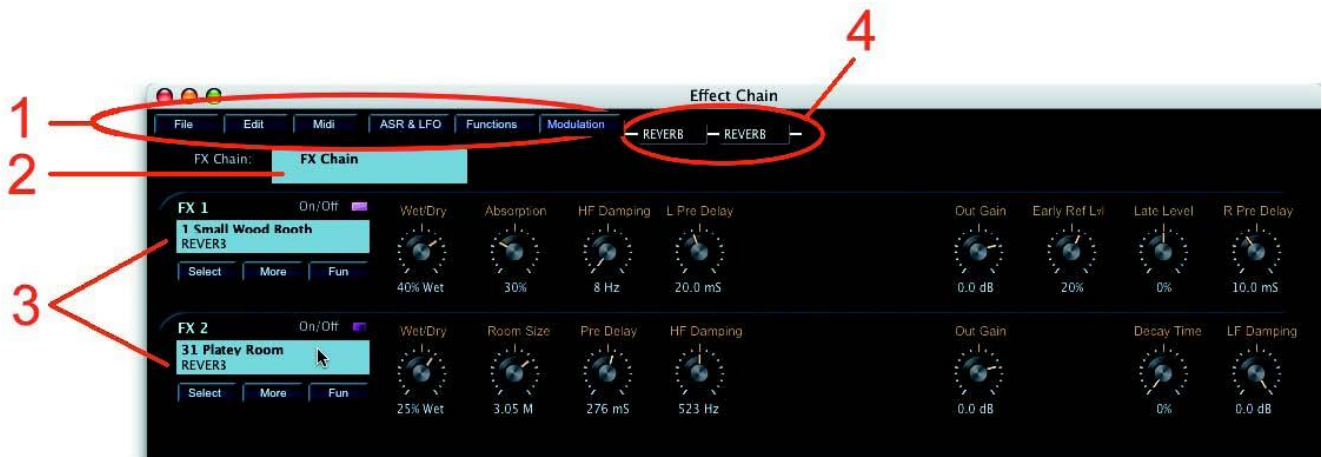 4
Effect Chain
1
File Edit Midi ASR & LFO Functions Modulation
REVERB REVERB
2
FX Chain: FX Chain
FX 1 On/Off Wet/Dry Absorption HF Damping L Pre Delay Out Gain Early Ref Lvl Late Level R Pre Delay
1 Small Wood Booth
REVER3
Select More Fun
40% Wet 30% 8 Hz 20.0 mS 0.0 dB 20% 0% 10.0 mS
3
FX 2 On/Off Wet/Dry Room Size Pre Delay HF Damping Out Gain Decay Time LF Damping
31 Platey Room
REVER3
Select More Fun
25% Wet 3.05 M 276 mS 523 Hz 0.0 dB 0% 0.0 dB